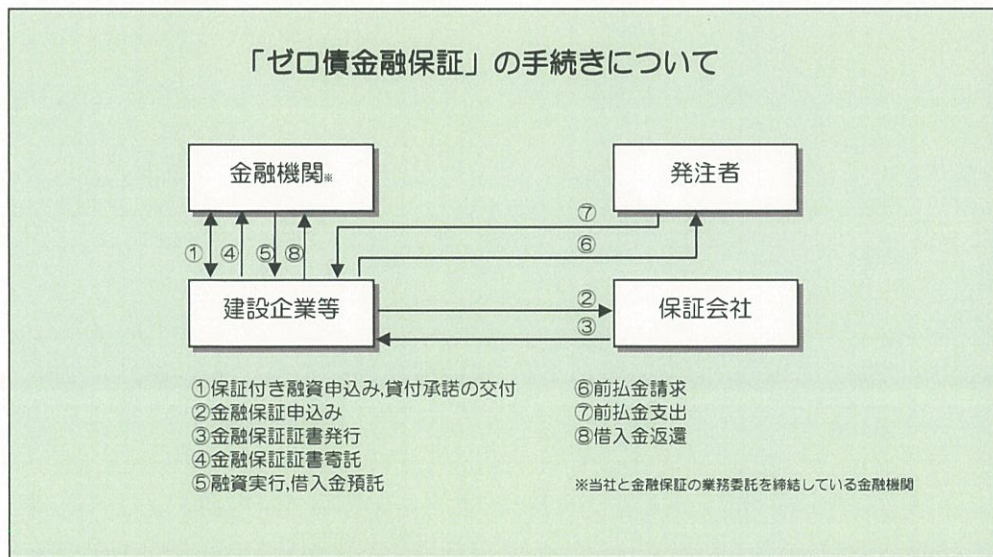 「ゼロ債金融保証」の手続きについて
金融機関※
発注者
⑦
⑥
①
④
⑤
⑧
建設企業等
②
③
保証会社
①保証付き融資申込み,貸付承諾の交付
②金融保証申込み
③金融保証証書発行
④金融保証証書寄託
⑤融資実行,借入金預託
⑥前払金請求
⑦前払金支出
⑧借入金返還
※当社と金融保証の業務委託を締結している金融機関